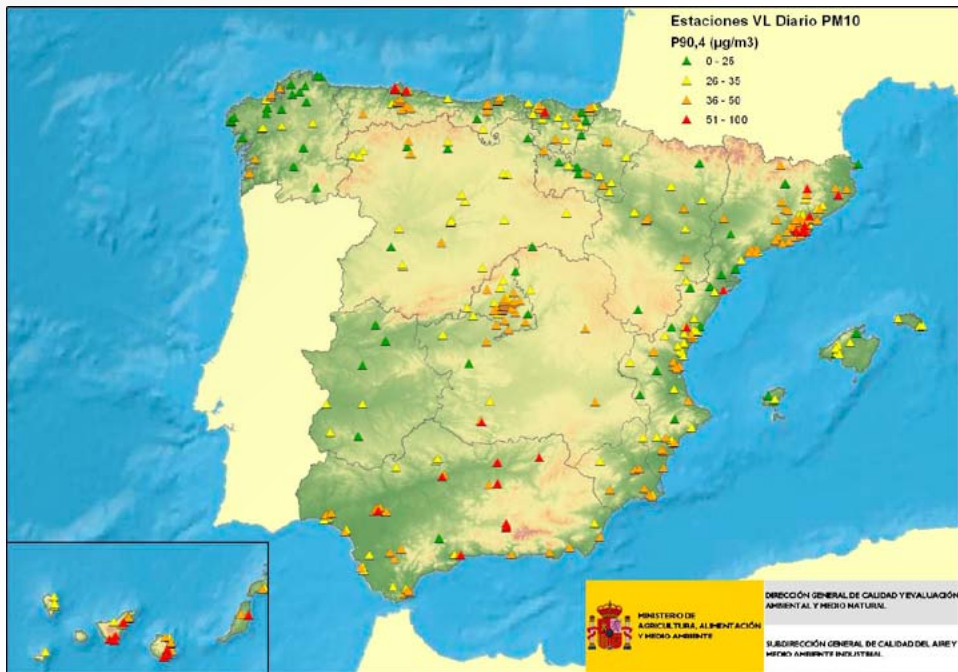 Estaciones VL Diario PM10
P90,4 (µg/m3)
0 - 25
26 - 35
36 - 50
51 - 100
MINISTERIO DE
AGRICULTURA, ALIMENTACIÓN
Y MEDIO AMBIENTE
DIRECCIÓN GENERAL DE CALIDAD Y EVALUACIÓN
AMBIENTAL Y MEDIO NATURAL
SUBDIRECCIÓN GENERAL DE CALIDAD DEL AIRE Y
MEDIO AMBIENTE INDUSTRIAL